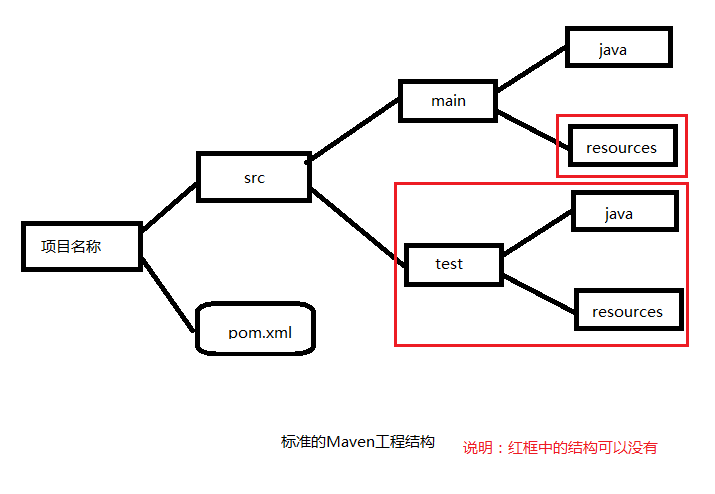 java
main
resources
src
java
项目名称
test
resources
pom.xml
标准的Maven工程结构
说明：红框中的结构可以没有